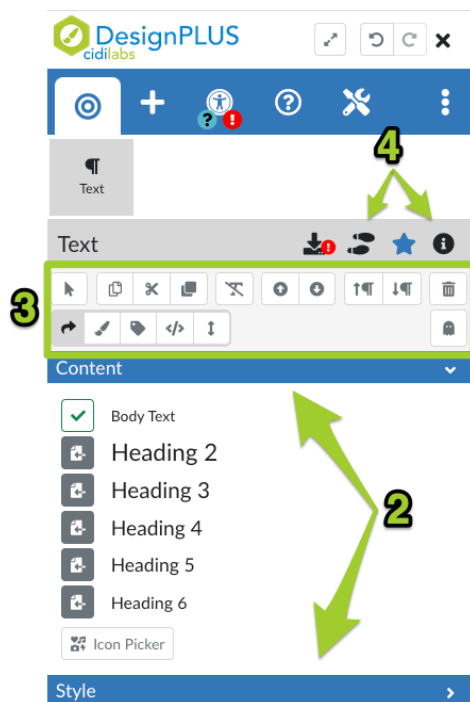 DesignPLUS
cidilabs
4
¶
Text
Text
3
Content
Body Text
Heading 2
Heading 3
2
Heading 4
Heading 5
Heading 6
Icon Picker
Style